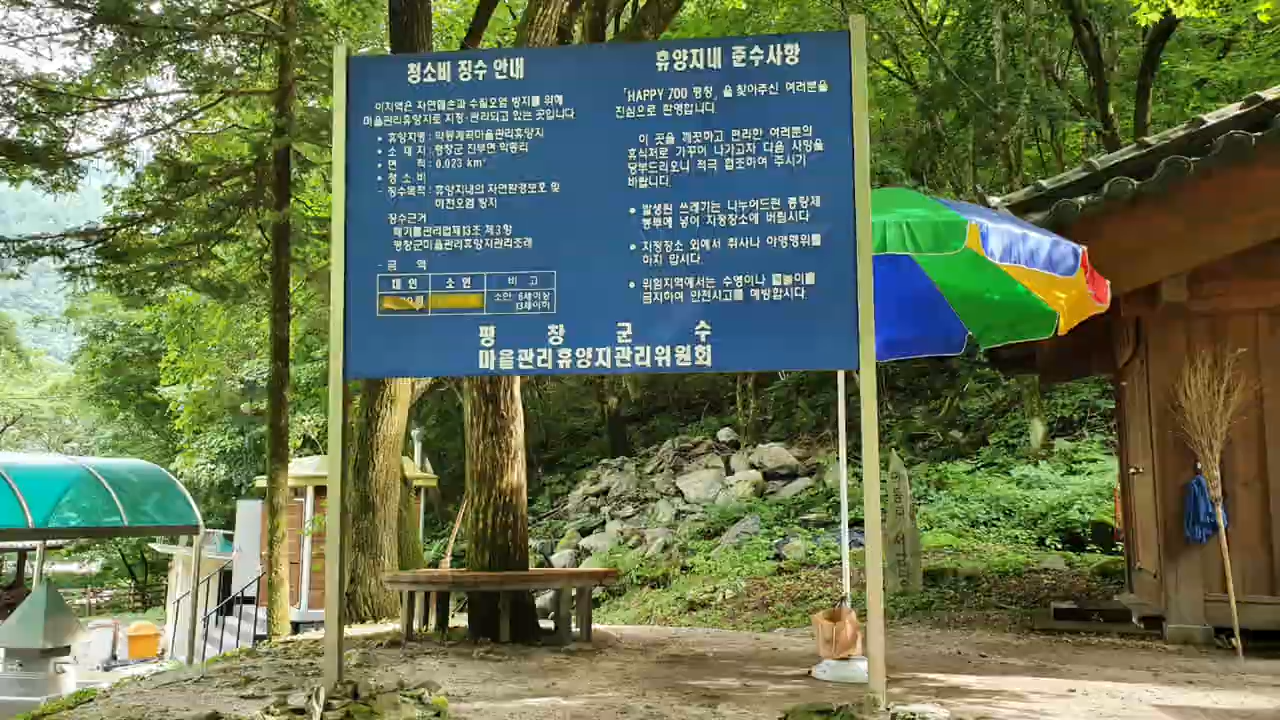 청소비 징수 안내
이지역은 자연훼손과 수질오염 방지를 위해
마을관리휴양지로 지정·관리되고 있는 곳입니다
• 휴양지명 : 막동계곡마을관리휴양지
• 소 재 지 : 평창군 진부면 막동리
• 면 적 : 0.023 km²
• 청 소 비
- 징수목적 : 휴양지내의 자연환경보호 및
하천오염 방지
징수근거
폐기물관리법제13조 제3항
평창군마을관리휴양지관리조례
- 금 액
대 인 소 인 비 고
소인: 6세이상
13세이하
휴양지내 준수사항
「HAPPY 700 평창」을 찾아주신 여러분을
진심으로 환영합니다.
이 곳을 깨끗하고 편리한 여러분의
휴식처로 가꾸어 나가고자 다음 사항을
당부드리오니 적극 협조하여 주시기
바랍니다.
• 발생된 쓰레기는 나누어드린 종량제
봉투에 넣어 지정장소에 버립시다
• 지정장소 외에서 취사나 야영행위를
하지 맙시다.
• 위험지역에서는 수영이나 물놀이를
금지하여 안전사고를 예방합시다.
평 창 군 수
마을관리휴양지관리위원회